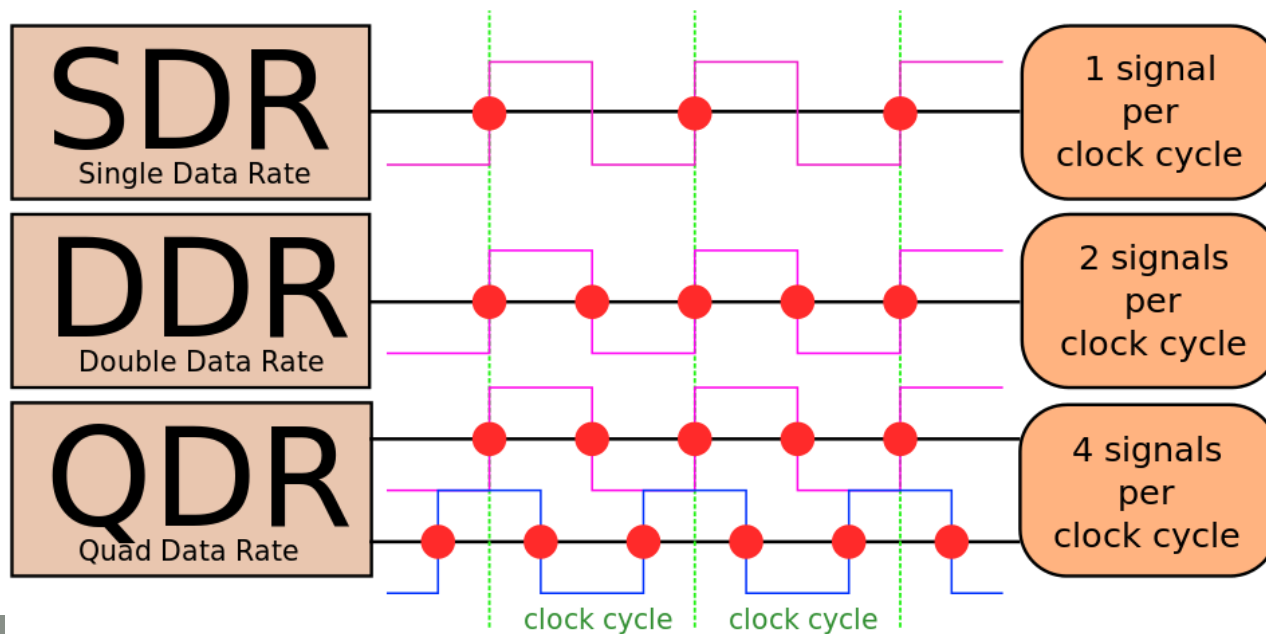 SDR
Single Data Rate
1 signal
per
clock cycle
DDR
Double Data Rate
2 signals
per
clock cycle
QDR
Quad Data Rate
4 signals
per
clock cycle
clock cycle
clock cycle